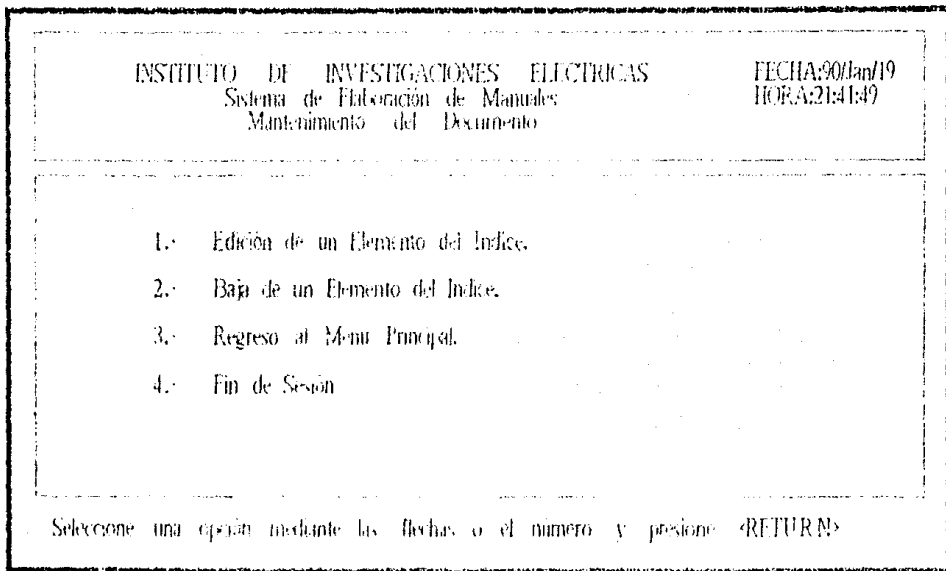 INSTITUTO DE INVESTIGACIONES ELECTRICAS
FECHA:90/Jan/19
Sistema de Elaboración de Manuales
HORA:21:41:49
Mantenimiento del Documento
1.- Edición de un Elemento del Indice.
2.- Baja de un Elemento del Indice.
3.- Regreso al Menu Principal.
4.- Fin de Sesión
Seleccione una opción mediante las flechas o el número y presione <RETURN>